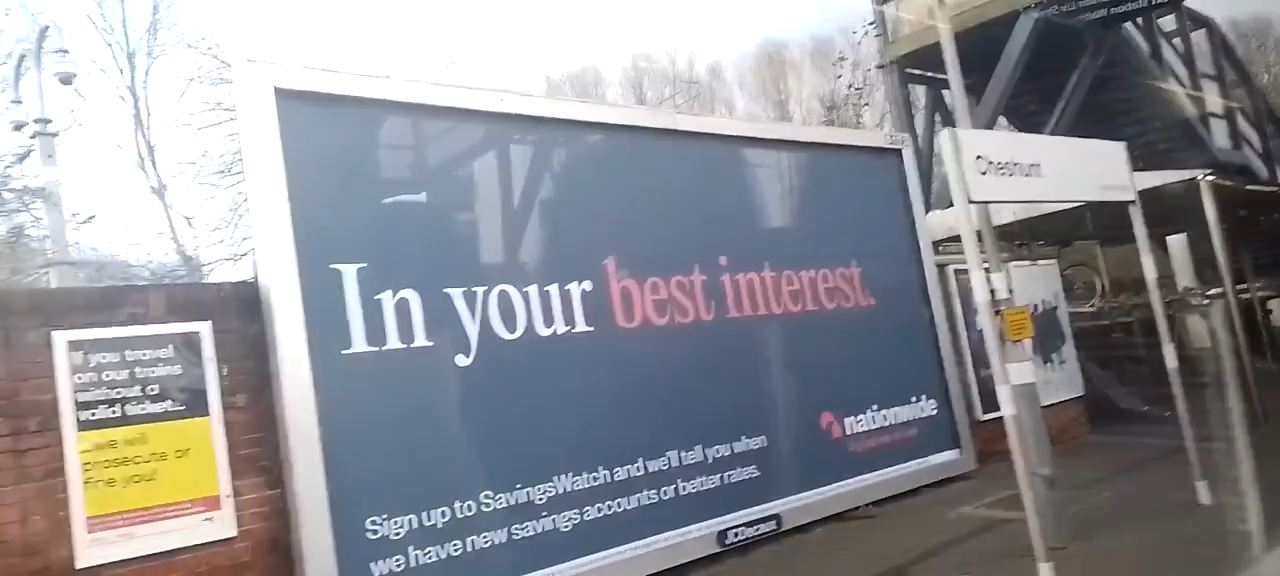 If you travel
on our trains
without a
valid ticket...
...we will
prosecute or
fine you!
In your best interest.
Sign up to SavingsWatch and we'll tell you when
we have new savings accounts or better rates.
nationwide
JCDecaux
Cheshunt